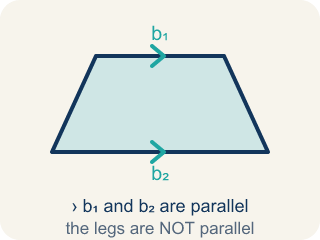 b₁
b₂
› b₁ and b₂ are parallel
the legs are NOT parallel